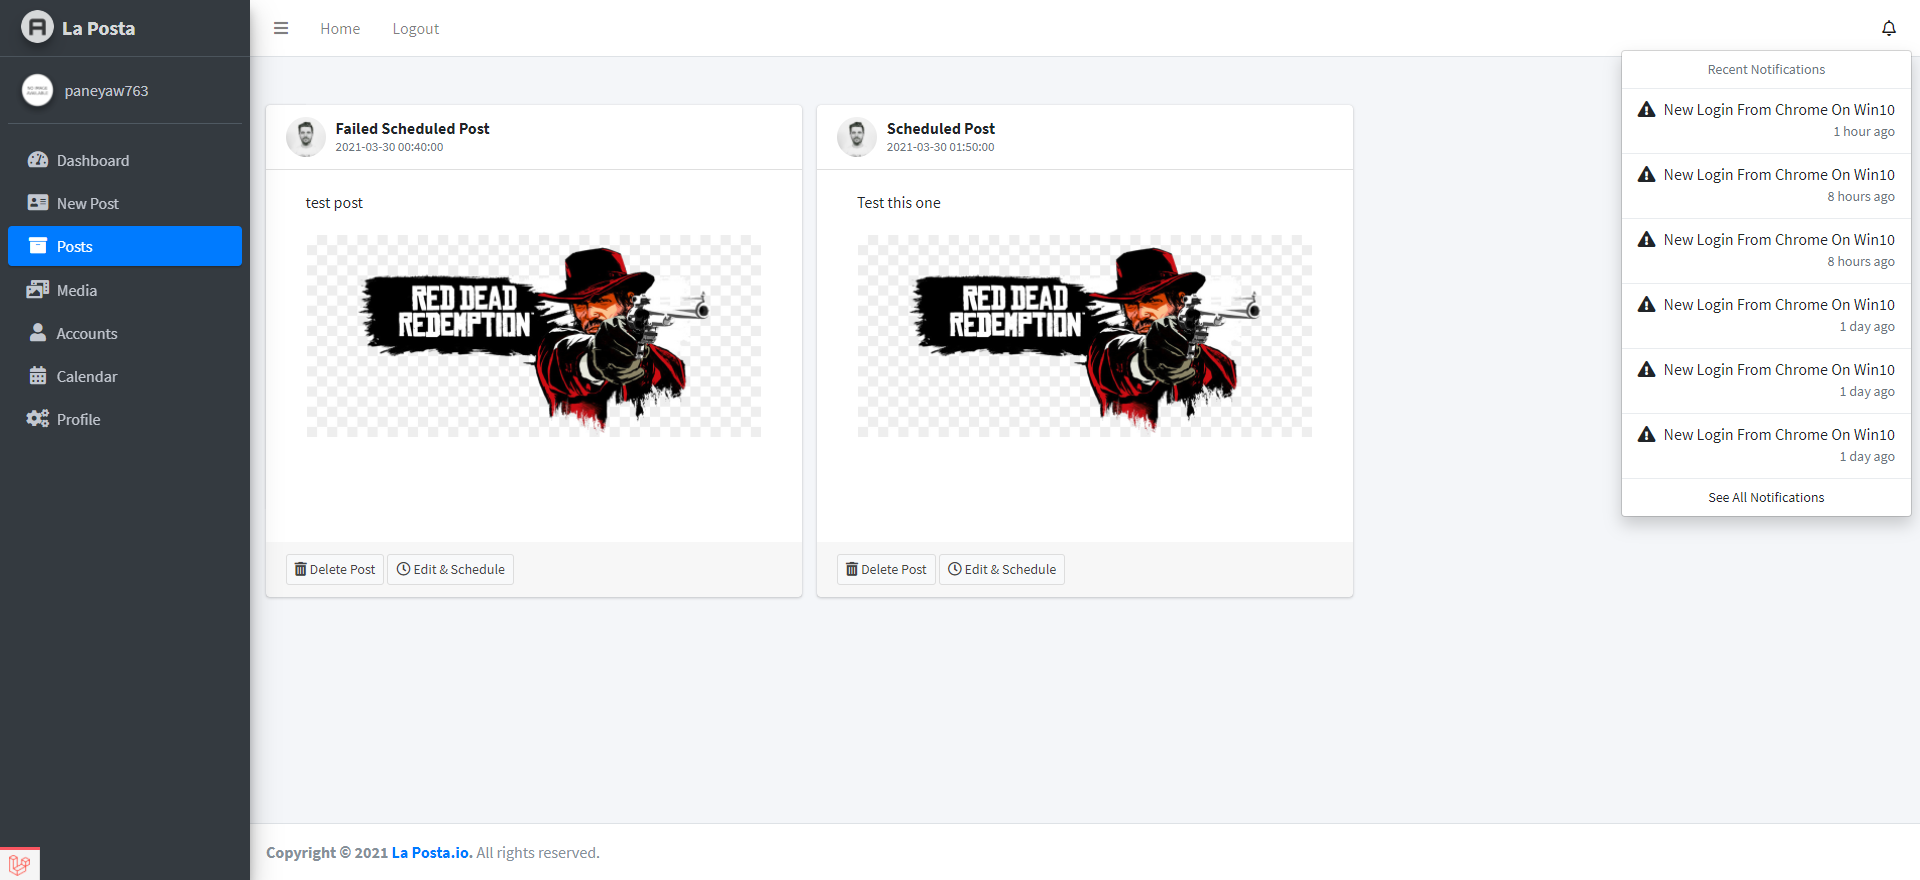 La Posta
Home
Logout
paneyaw763
Dashboard
New Post
Posts
Media
Accounts
Calendar
Profile
Failed Scheduled Post
2021-03-30 00:40:00
test post
RED DEAD
REDEMPTION
Delete Post
Edit & Schedule
Scheduled Post
2021-03-30 01:50:00
Test this one
RED DEAD
REDEMPTION
Delete Post
Edit & Schedule
Recent Notifications
New Login From Chrome On Win10
1 hour ago
New Login From Chrome On Win10
8 hours ago
New Login From Chrome On Win10
8 hours ago
New Login From Chrome On Win10
1 day ago
New Login From Chrome On Win10
1 day ago
New Login From Chrome On Win10
1 day ago
See All Notifications
Copyright © 2021 La Posta.io. All rights reserved.